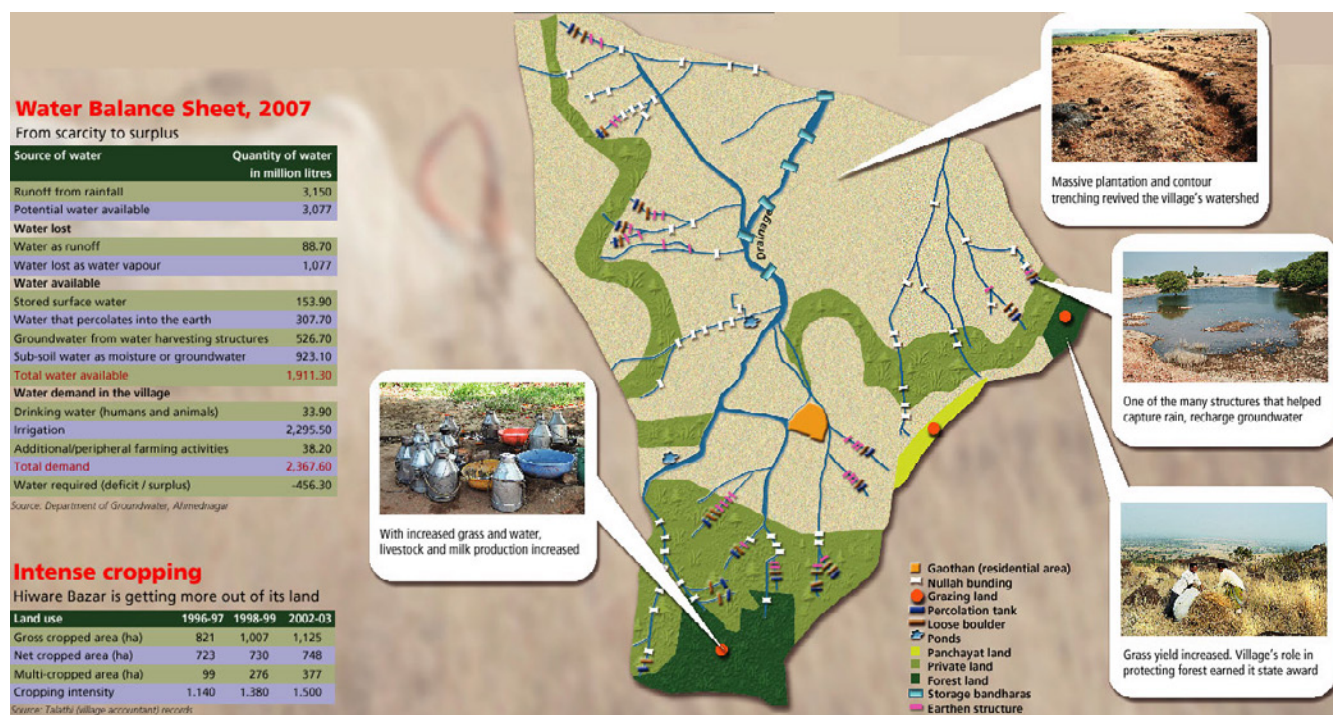 Water Balance Sheet, 2007
From scarcity to surplus
Source of water Quantity of water
in million litres
Runoff from rainfall 3,150
Potential water available 3,077
Water lost
Water as runoff 88.70
Water lost as water vapour 1,077
Water available
Stored surface water 153.90
Water that percolates into the earth 307.70
Groundwater from water harvesting structures 526.70
Sub-soil water as moisture or groundwater 923.10
Total water available 1,911.30
Water demand in the village
Drinking water (humans and animals) 33.90
Irrigation 2,295.50
Additional/peripheral farming activities 38.20
Total demand 2,367.60
Water required (deficit / surplus) -456.30
Source: Department of Groundwater, Ahmednagar
Intense cropping
Hiware Bazar is getting more out of its land
Land use 1996-97 1998-99 2002-03
Gross cropped area (ha) 821 1,007 1,125
Net cropped area (ha) 723 730 748
Multi-cropped area (ha) 99 276 377
Cropping intensity 1.140 1.380 1.500
Source: Talathi (village accountant) records
Drainage
With increased grass and water,
livestock and milk production increased
Massive plantation and contour
trenching revived the village's watershed
One of the many structures that helped
capture rain, recharge groundwater
Grass yield increased. Village's role in
protecting forest earned it state award
Gaothan (residential area)
Nullah bunding
Grazing land
Percolation tank
Loose boulder
Ponds
Panchayat land
Private land
Forest land
Storage bandharas
Earthen structure